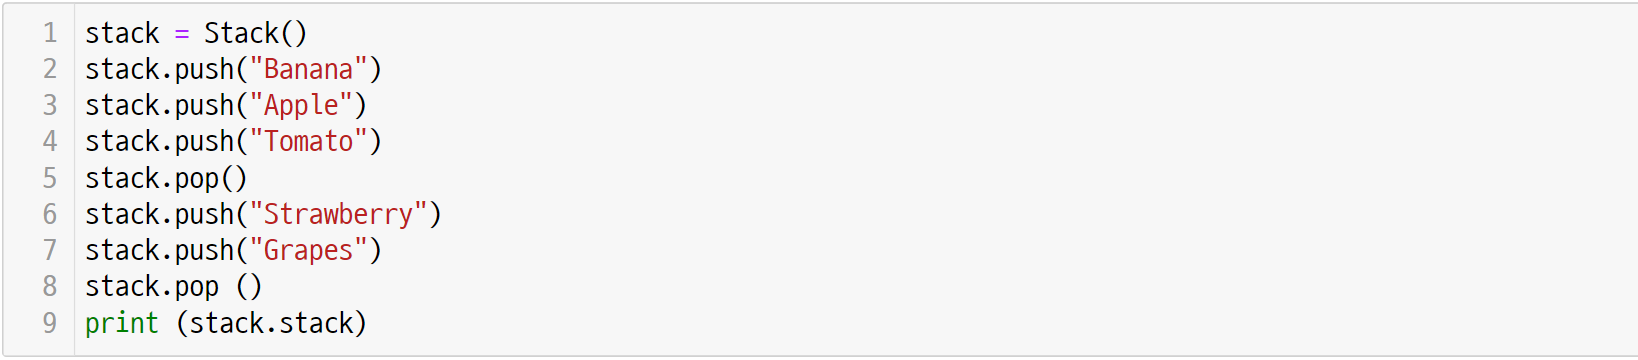 1 stack = Stack()
2 stack.push("Banana")
3 stack.push("Apple")
4 stack.push("Tomato")
5 stack.pop()
6 stack.push("Strawberry")
7 stack.push("Grapes")
8 stack.pop ()
9 print (stack.stack)